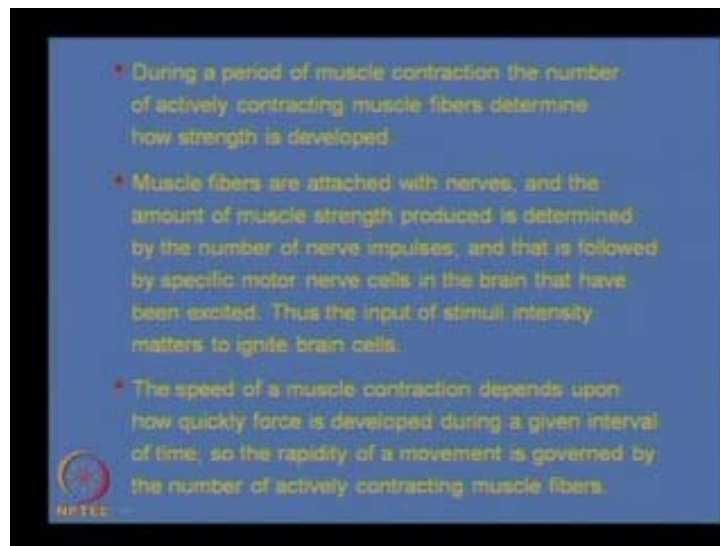 * During a period of muscle contraction the number
of actively contracting muscle fibers determine
how strength is developed.
* Muscle fibers are attached with nerves, and the
amount of muscle strength produced is determined
by the number of nerve impulses; and that is followed
by specific motor nerve cells in the brain that have
been excited. Thus the input of stimuli intensity
matters to ignite brain cells.
* The speed of a muscle contraction depends upon
how quickly force is developed during a given interval
of time, so the rapidity of a movement is governed by
the number of actively contracting muscle fibers.
NPTEL